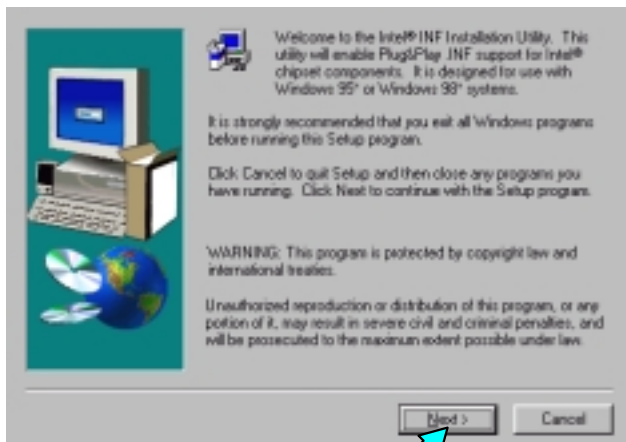 Welcome to the Intel® INF Installation Utility. This
utility will enable Plug&Play .INF support for Intel®
chipset components. It is designed for use with
Windows 95* or Windows 98* systems.
It is strongly recommended that you exit all Windows programs
before running this Setup program.
Click Cancel to quit Setup and then close any programs you
have running. Click Next to continue with the Setup program.
WARNING: This program is protected by copyright law and
international treaties.
Unauthorized reproduction or distribution of this program, or any
portion of it, may result in severe civil and criminal penalties, and
will be prosecuted to the maximum extent possible under law.
Next >
Cancel